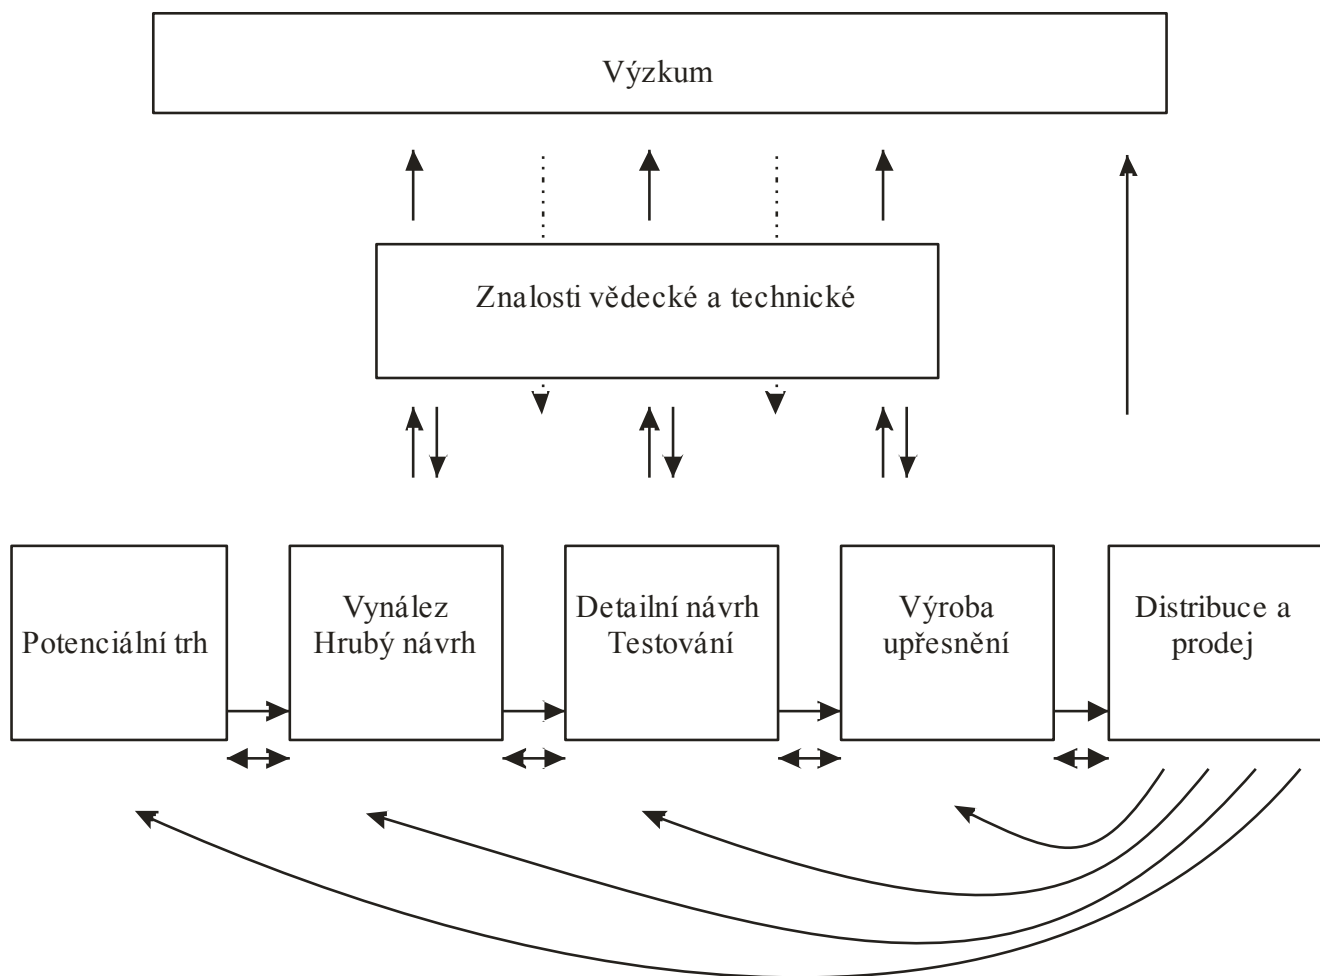 Výzkum
Znalosti vědecké a technické
Potenciální trh
Vynález
Hrubý návrh
Detailní návrh
Testování
Výroba
upřesnění
Distribuce a
prodej